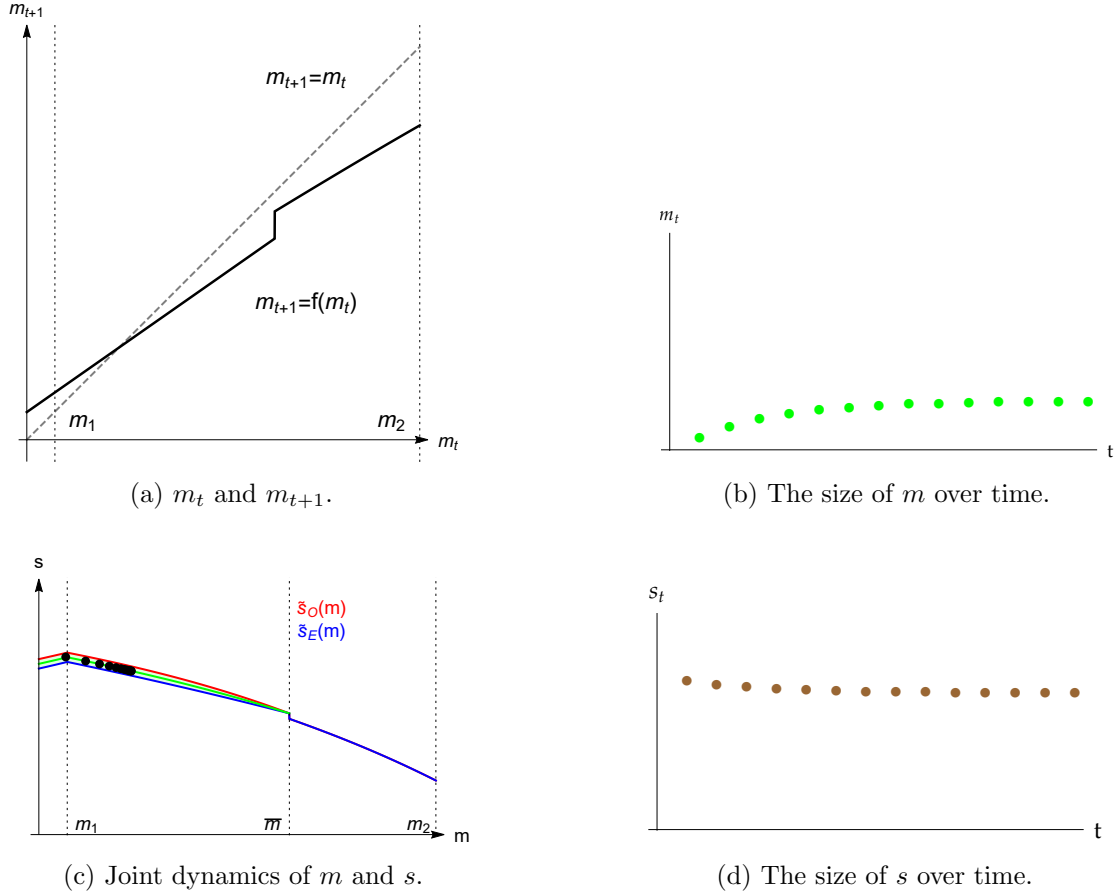 m_{t+1}
m_{t+1}=m_t
m_{t+1}=f(m_t)
m_1
m_2
m_t
(a) m_t and m_{t+1}.
m_t
t
(b) The size of m over time.
s
s̃_O(m)
s̃_E(m)
m_1
m̅
m_2
m
(c) Joint dynamics of m and s.
s_t
t
(d) The size of s over time.